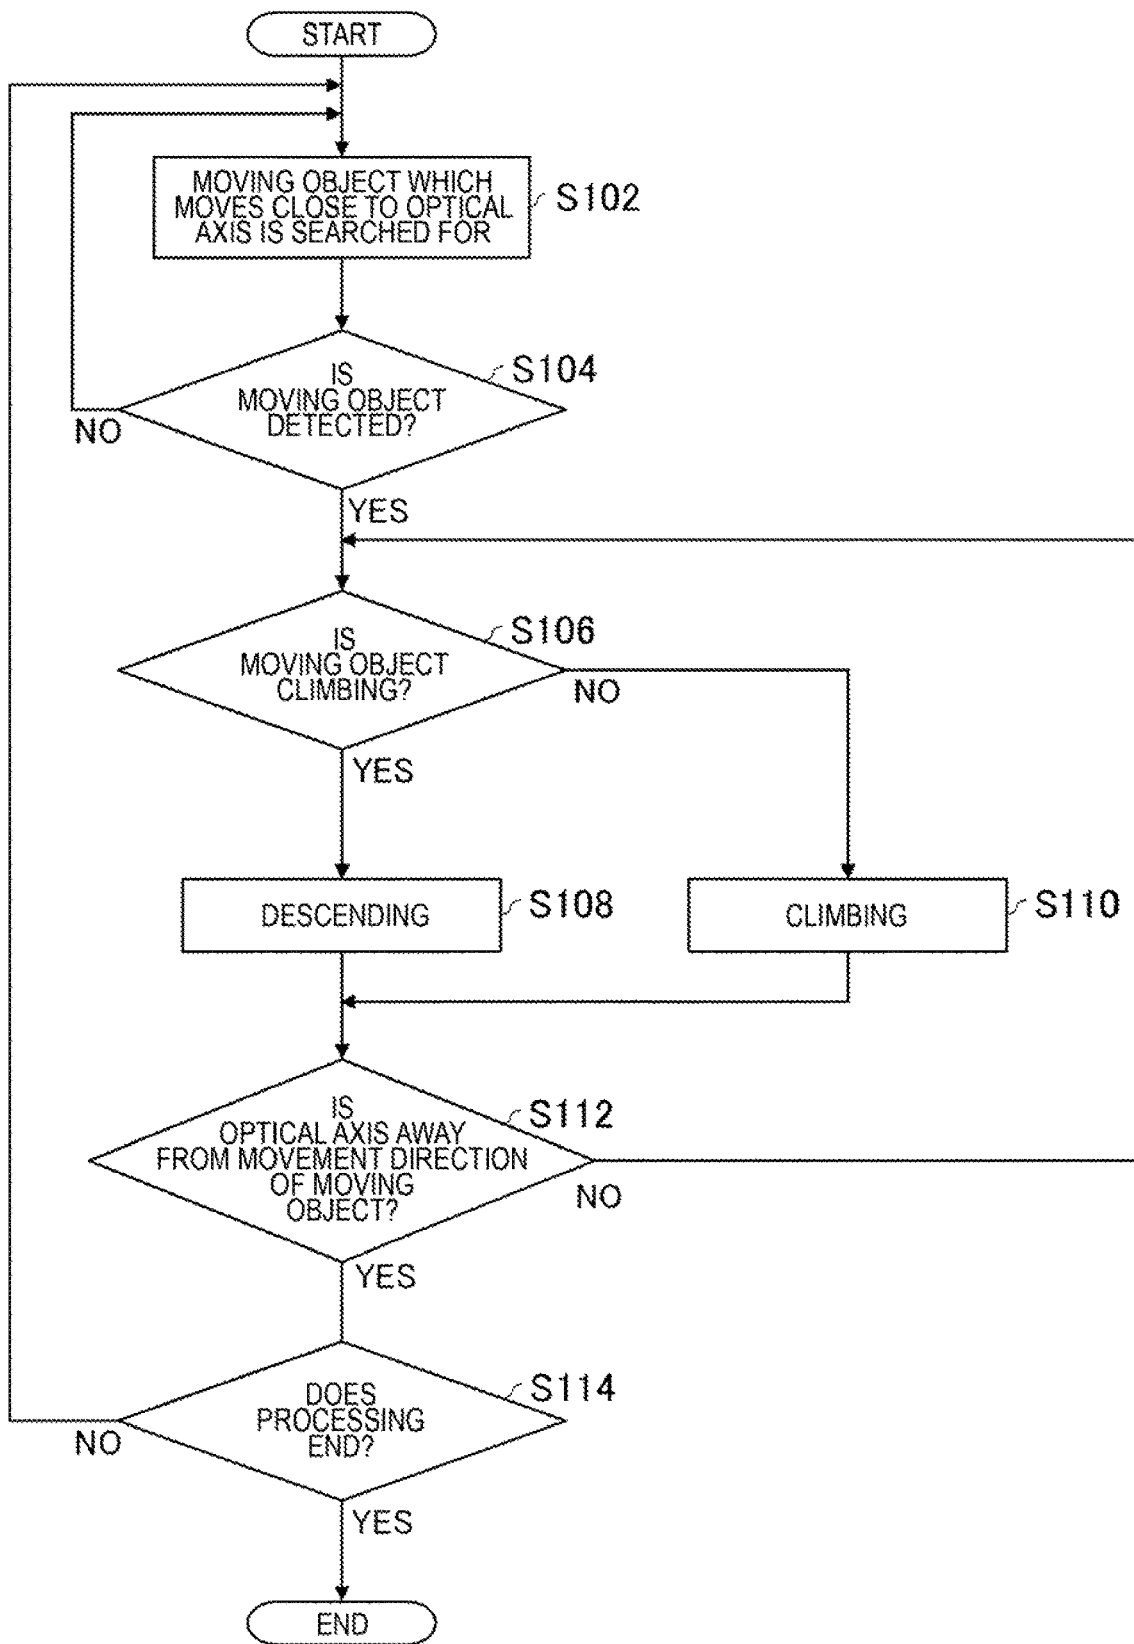 START
MOVING OBJECT WHICH
MOVES CLOSE TO OPTICAL
AXIS IS SEARCHED FOR
S102
IS
MOVING OBJECT
DETECTED?
S104
NO
YES
IS
MOVING OBJECT
CLIMBING?
S106
NO
YES
DESCENDING
S108
CLIMBING
S110
IS
OPTICAL AXIS AWAY
FROM MOVEMENT DIRECTION
OF MOVING
OBJECT?
S112
NO
YES
DOES
PROCESSING
END?
S114
NO
YES
END